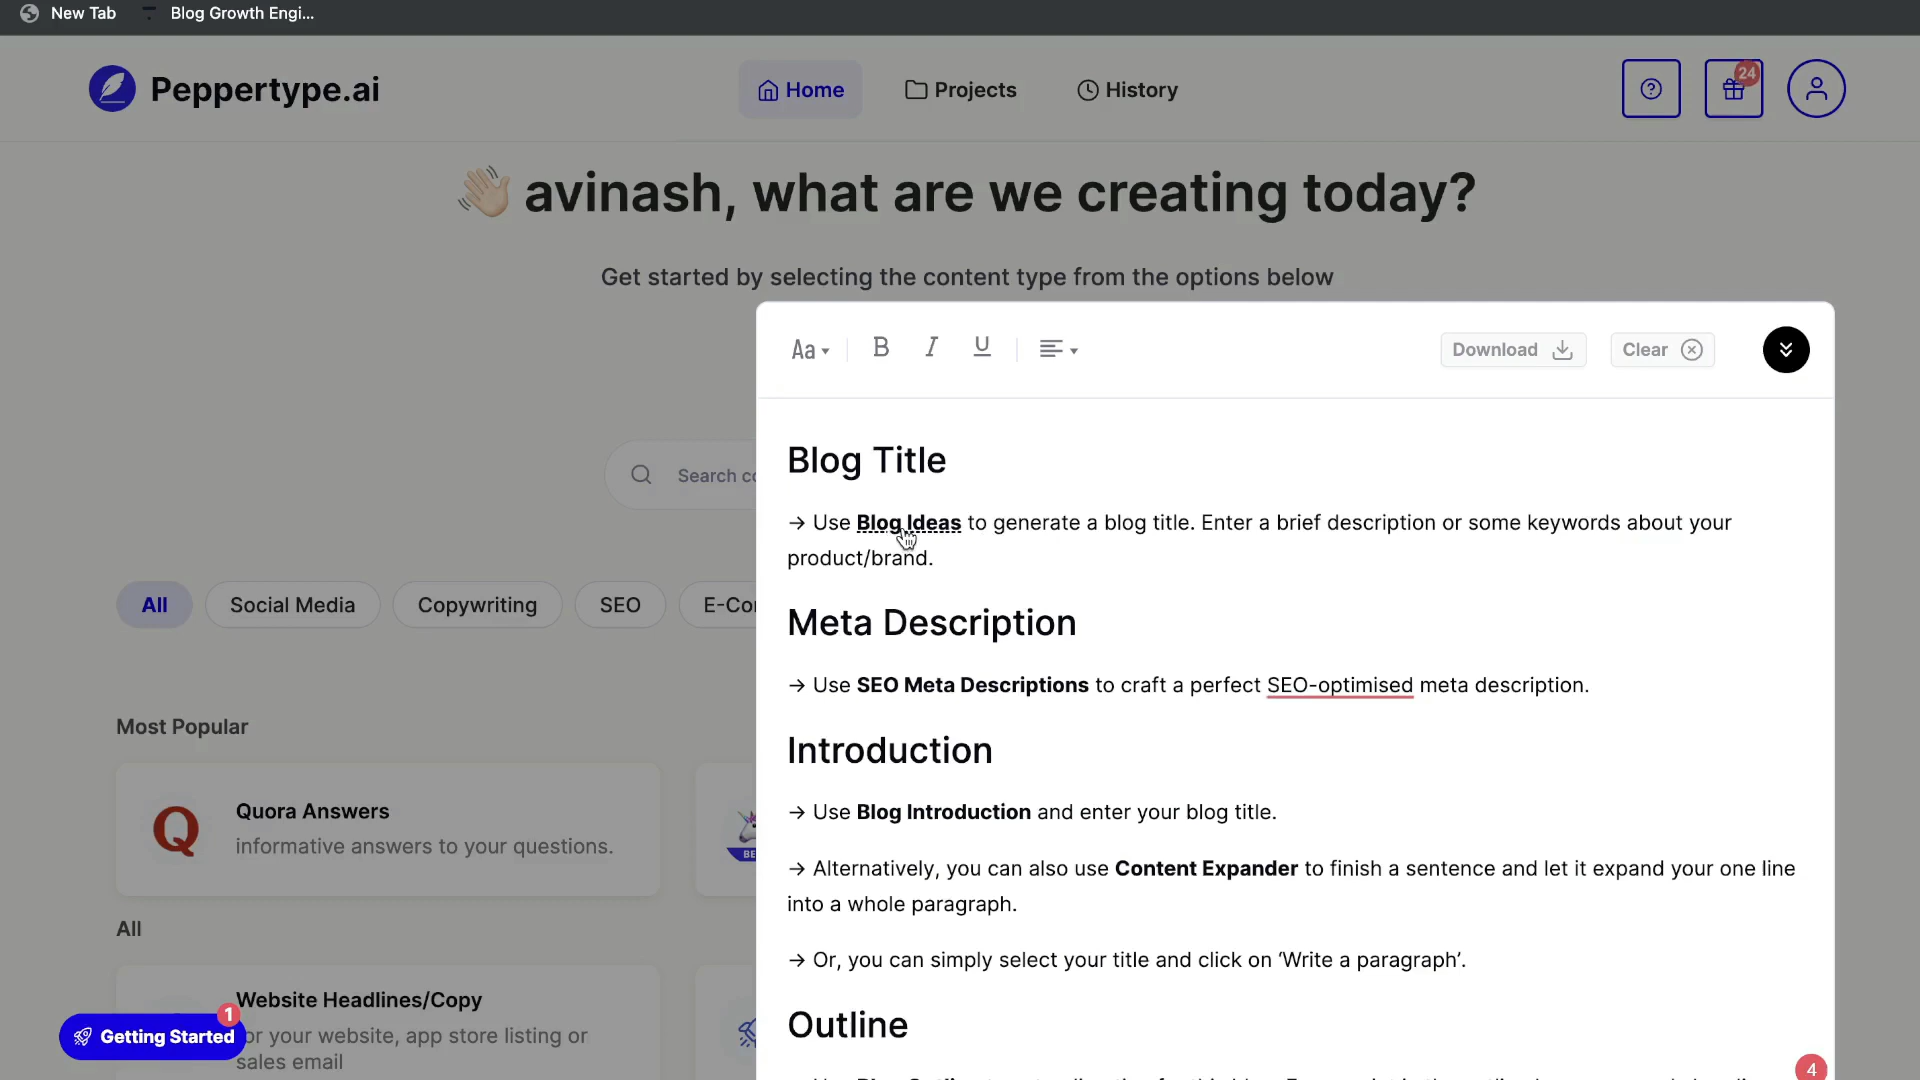 New Tab
Blog Growth Engi...
Peppertype.ai
Home
Projects
History
24
avinash, what are we creating today?
Get started by selecting the content type from the options below
Aa
B
I
U
Download
Clear
Search
All
Social Media
Copywriting
SEO
Blog Title
→ Use Blog Ideas to generate a blog title. Enter a brief description or some keywords about your
product/brand.
Meta Description
→ Use SEO Meta Descriptions to craft a perfect SEO-optimised meta description.
Introduction
→ Use Blog Introduction and enter your blog title.
→ Alternatively, you can also use Content Expander to finish a sentence and let it expand your one line
into a whole paragraph.
→ Or, you can simply select your title and click on ‘Write a paragraph’.
Outline
Most Popular
Quora Answers
informative answers to your questions.
All
Website Headlines/Copy
or your website, app store listing or
sales email
Getting Started
1
4